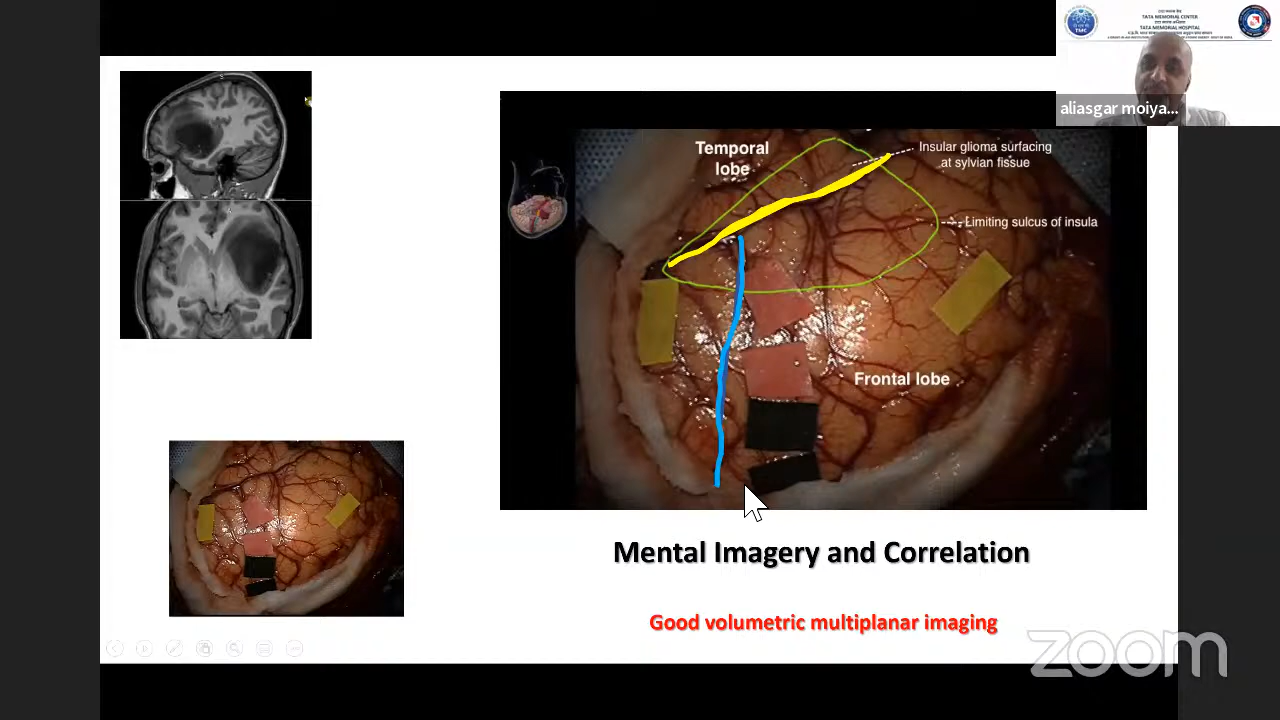 TATA MEMORIAL CENTER
TATA MEMORIAL HOSPITAL
TMC
aliasgar moiya...
Temporal
lobe
Insular glioma surfacing
at sylvian fissue
Limiting sulcus of insula
Frontal lobe
Mental Imagery and Correlation
Good volumetric multiplanar imaging
zoom